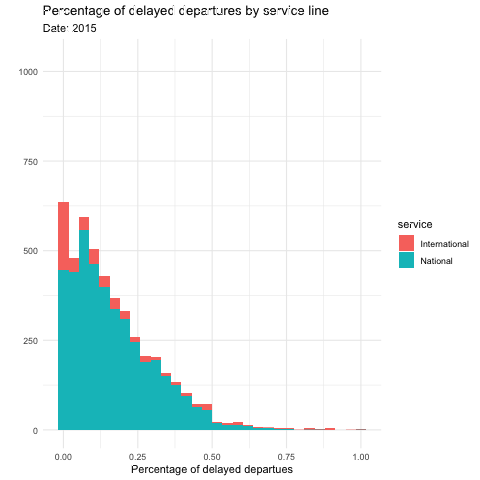 Percentage of delayed departures by service line
Date: 2015
1000
750
500
250
0
0.00 0.25 0.50 0.75 1.00
Percentage of delayed departues
service
International
National